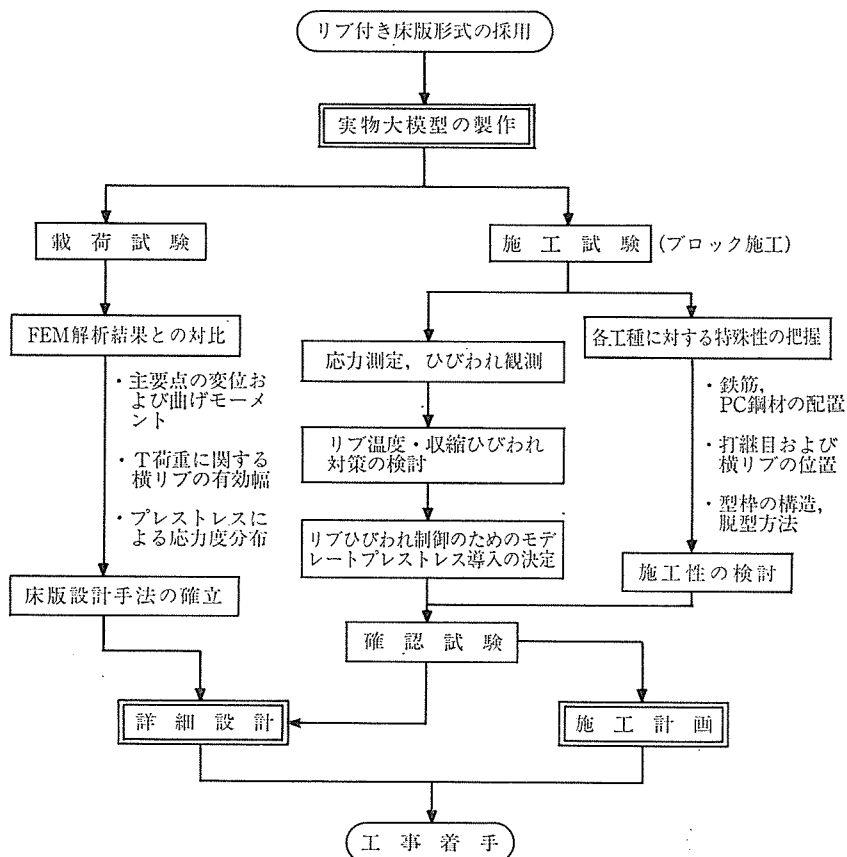 リブ付き床版形式の採用
実物大模型の製作
載荷試験
施工試験
(ブロック施工)
FEM解析結果との対比
・主要点の変位お
よび曲げモーメ
ント
・T荷重に関する
横リブの有効幅
・プレストレスに
よる応力度分布
床版設計手法の確立
応力測定，ひびわれ観測
リブ温度・収縮ひびわれ
対策の検討
リブひびわれ制御のためのモデ
レートプレストレス導入の決定
各工種に対する特殊性の把握
・鉄筋，
PC鋼材の配置
・打継目および
横リブの位置
・型枠の構造，
脱型方法
施工性の検討
確認試験
詳細設計
施工計画
工事着手